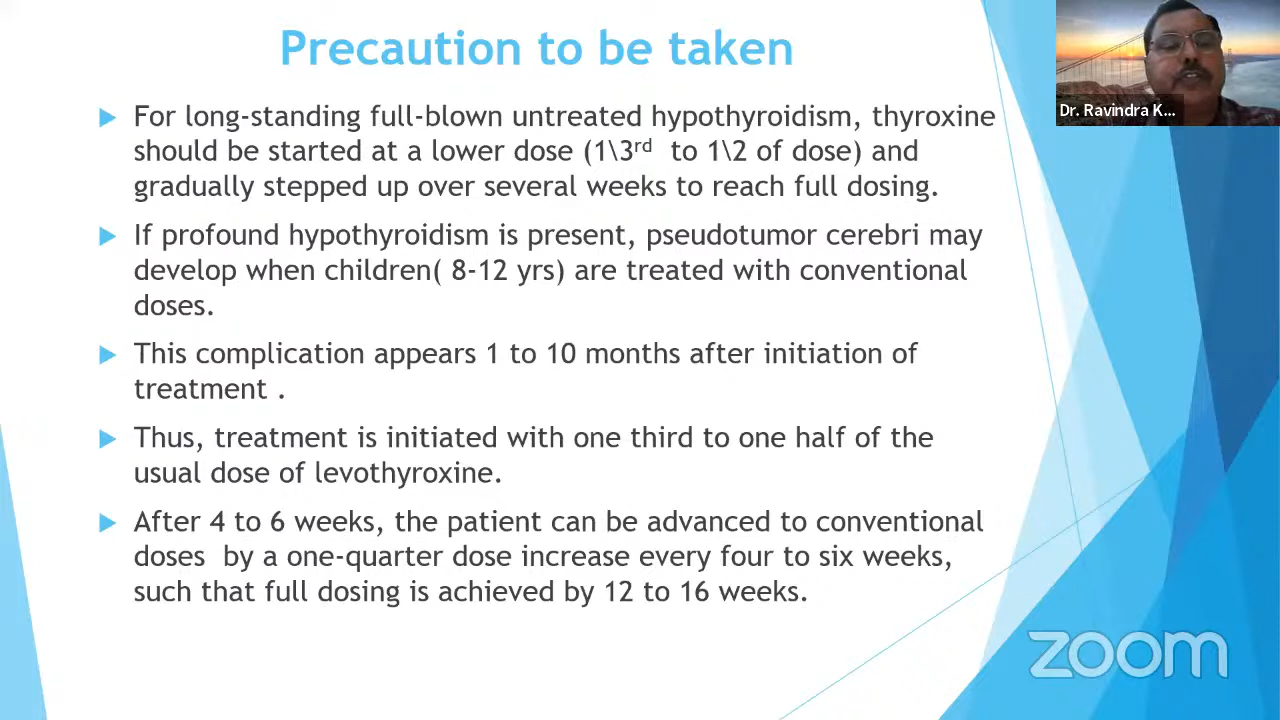 Precaution to be taken
For long-standing full-blown untreated hypothyroidism, thyroxine
should be started at a lower dose (1\3rd to 1\2 of dose) and
gradually stepped up over several weeks to reach full dosing.
If profound hypothyroidism is present, pseudotumor cerebri may
develop when children( 8-12 yrs) are treated with conventional
doses.
This complication appears 1 to 10 months after initiation of
treatment .
Thus, treatment is initiated with one third to one half of the
usual dose of levothyroxine.
After 4 to 6 weeks, the patient can be advanced to conventional
doses by a one-quarter dose increase every four to six weeks,
such that full dosing is achieved by 12 to 16 weeks.
Dr. Ravindra K...
zoom